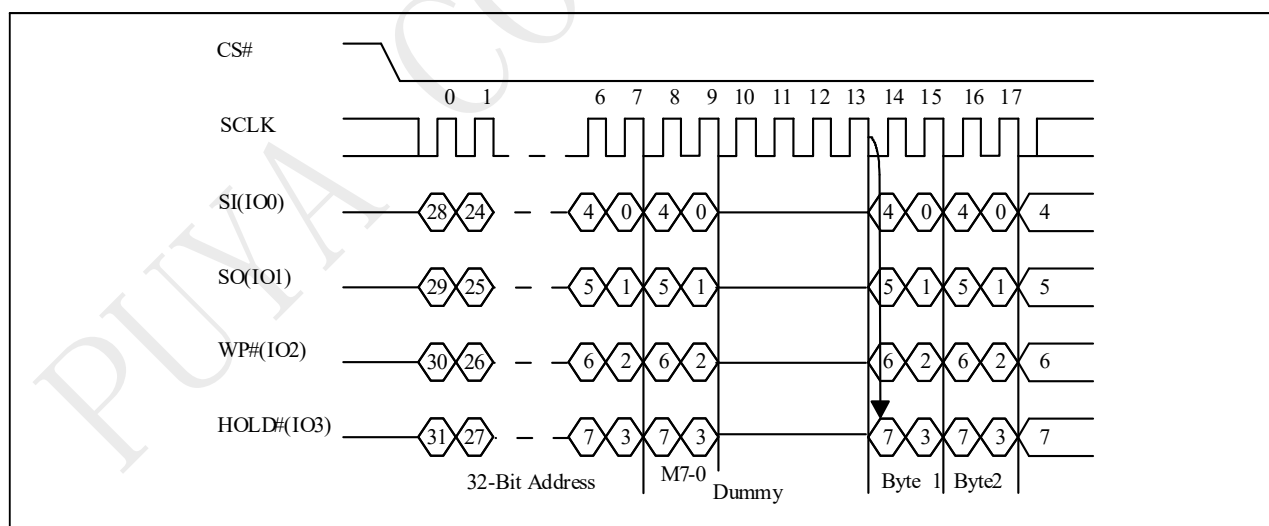 CS#
0 1 6 7 8 9 10 11 12 13 14 15 16 17
SCLK
SI(IO0) 28 24 4 0 4 0 4 0 4 0 4
SO(IO1) 29 25 5 1 5 1 5 1 5 1 5
WP#(IO2) 30 26 6 2 6 2 6 2 6 2 6
HOLD#(IO3) 31 27 7 3 7 3 7 3 7 3 7
32-Bit Address M7-0 Dummy Byte 1 Byte2
PUYA CO